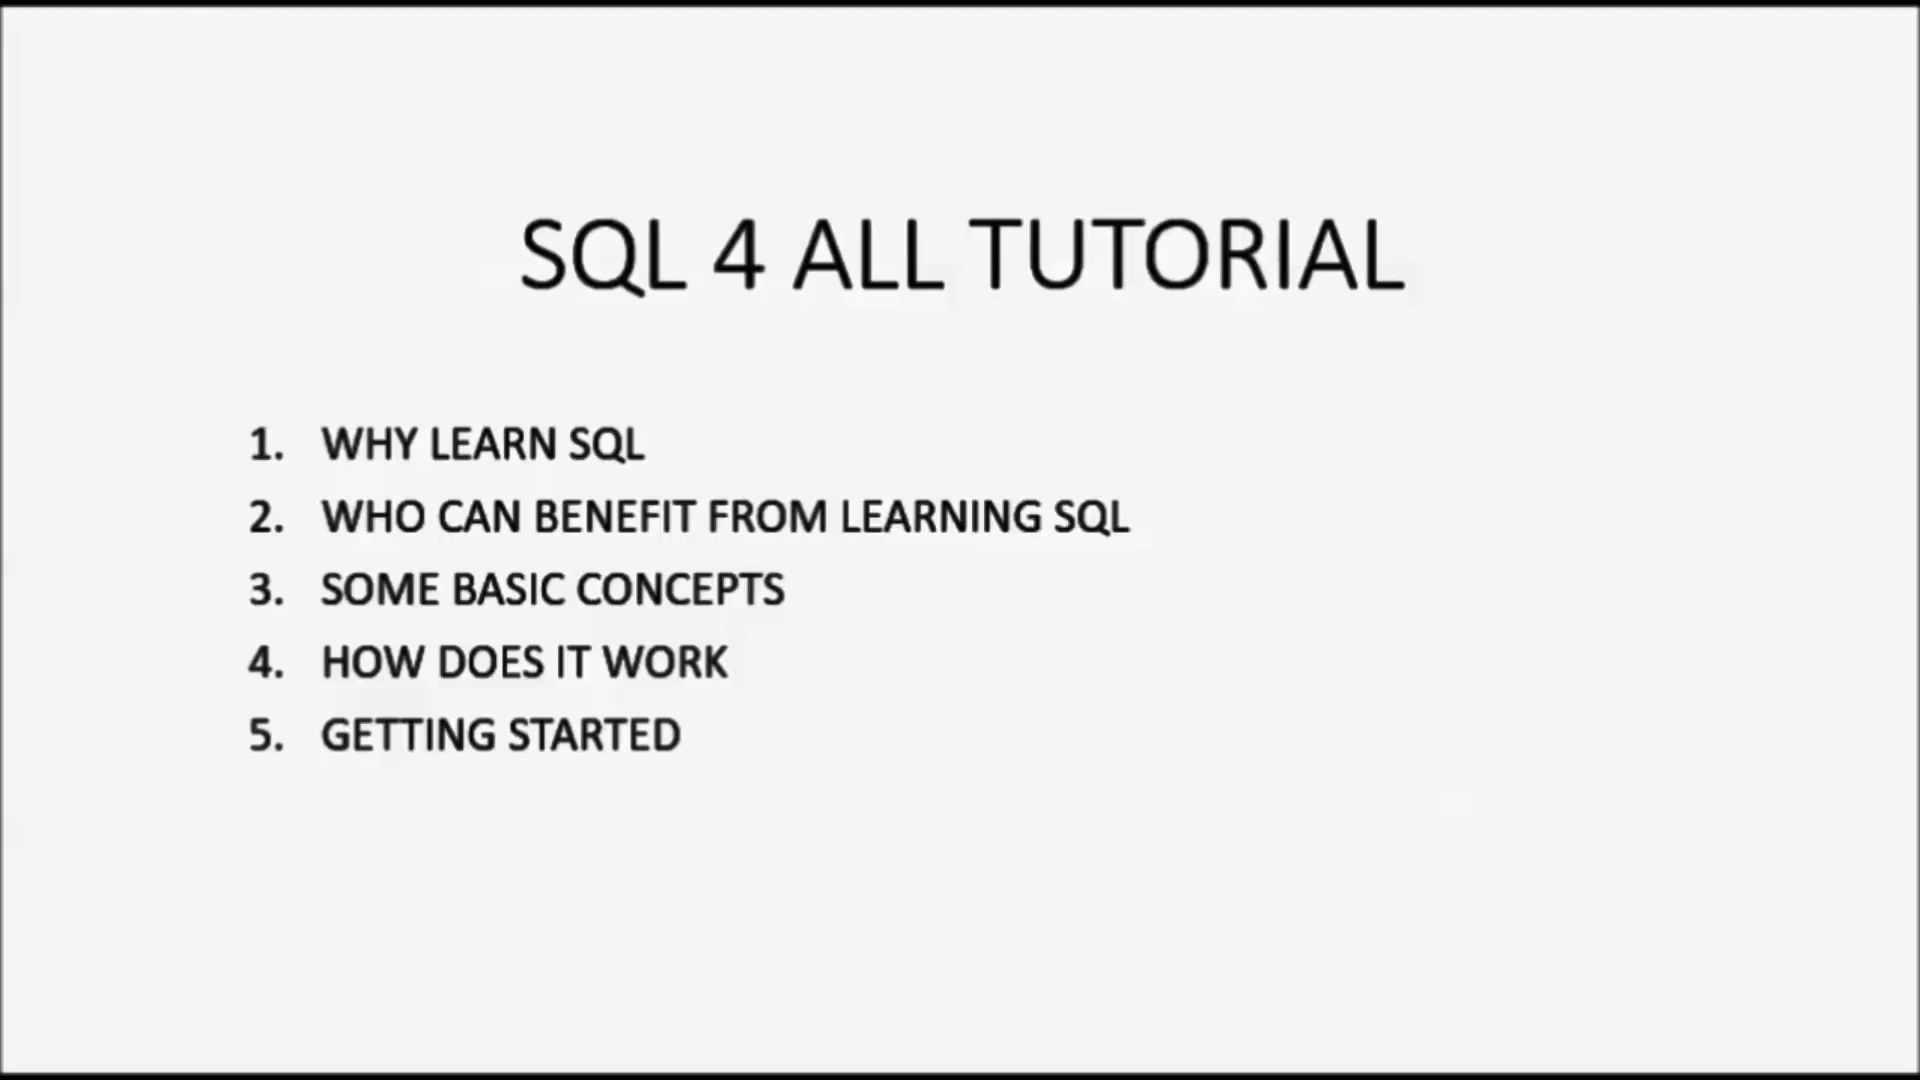 SQL 4 ALL TUTORIAL
1. WHY LEARN SQL
2. WHO CAN BENEFIT FROM LEARNING SQL
3. SOME BASIC CONCEPTS
4. HOW DOES IT WORK
5. GETTING STARTED